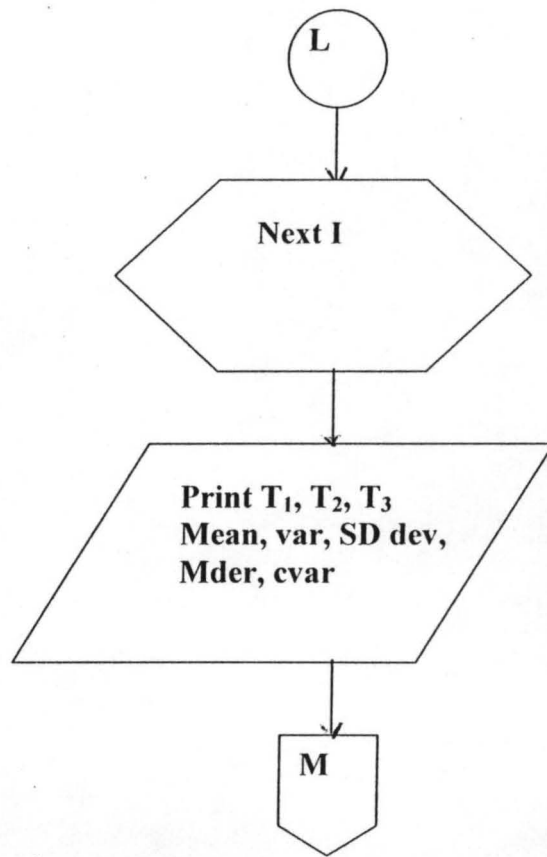 L
Next I
Print T₁, T₂, T₃
Mean, var, SD dev,
Mder, cvar
M